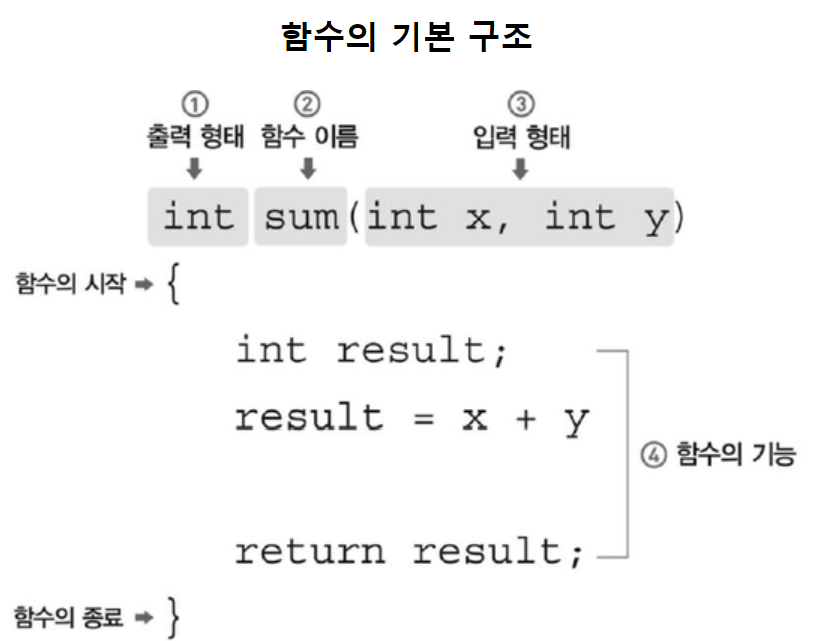 함수의 기본 구조
① ② ③
출력 형태 함수 이름 입력 형태
int sum(int x, int y)
함수의 시작 {
int result;
result = x + y
④ 함수의 기능
return result;
함수의 종료 }